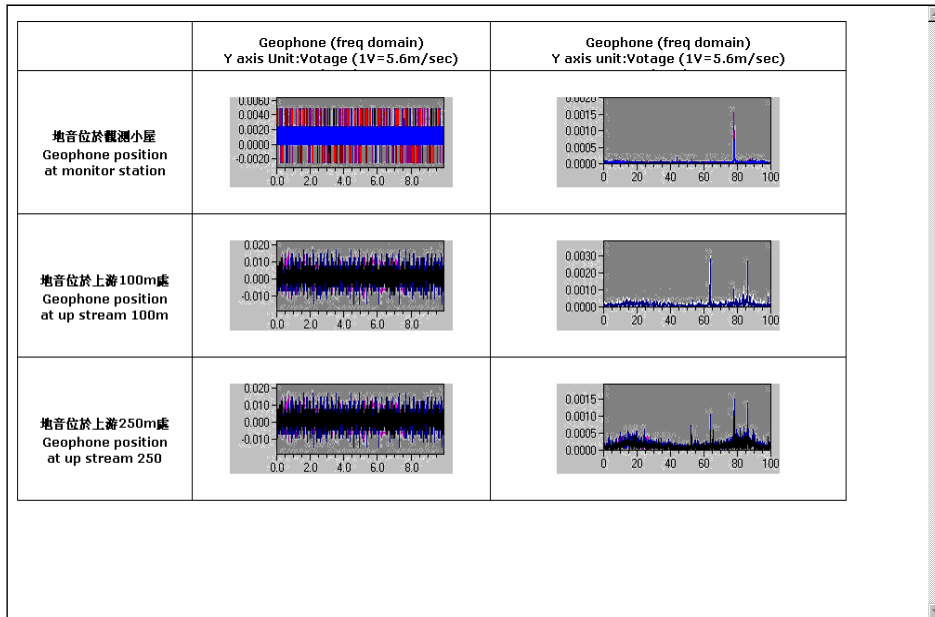 Geophone (freq domain)
Y axis Unit:Votage (1V=5.6m/sec)
Geophone (freq domain)
Y axis unit:Votage (1V=5.6m/sec)
地音位於觀測小屋
Geophone position
at monitor station
0.0060
0.0040
0.0020
0.0000
-0.0020
0.0 2.0 4.0 6.0 8.0
0.0020
0.0015
0.0010
0.0005
0.0000
0 20 40 60 80 100
地音位於上游100m處
Geophone position
at up stream 100m
0.020
0.010
0.000
-0.010
0.0 2.0 4.0 6.0 8.0
0.0030
0.0020
0.0010
0.0000
0 20 40 60 80 100
地音位於上游250m處
Geophone position
at up stream 250
0.020
0.010
0.000
-0.010
0.0 2.0 4.0 6.0 8.0
0.0015
0.0010
0.0005
0.0000
0 20 40 60 80 100